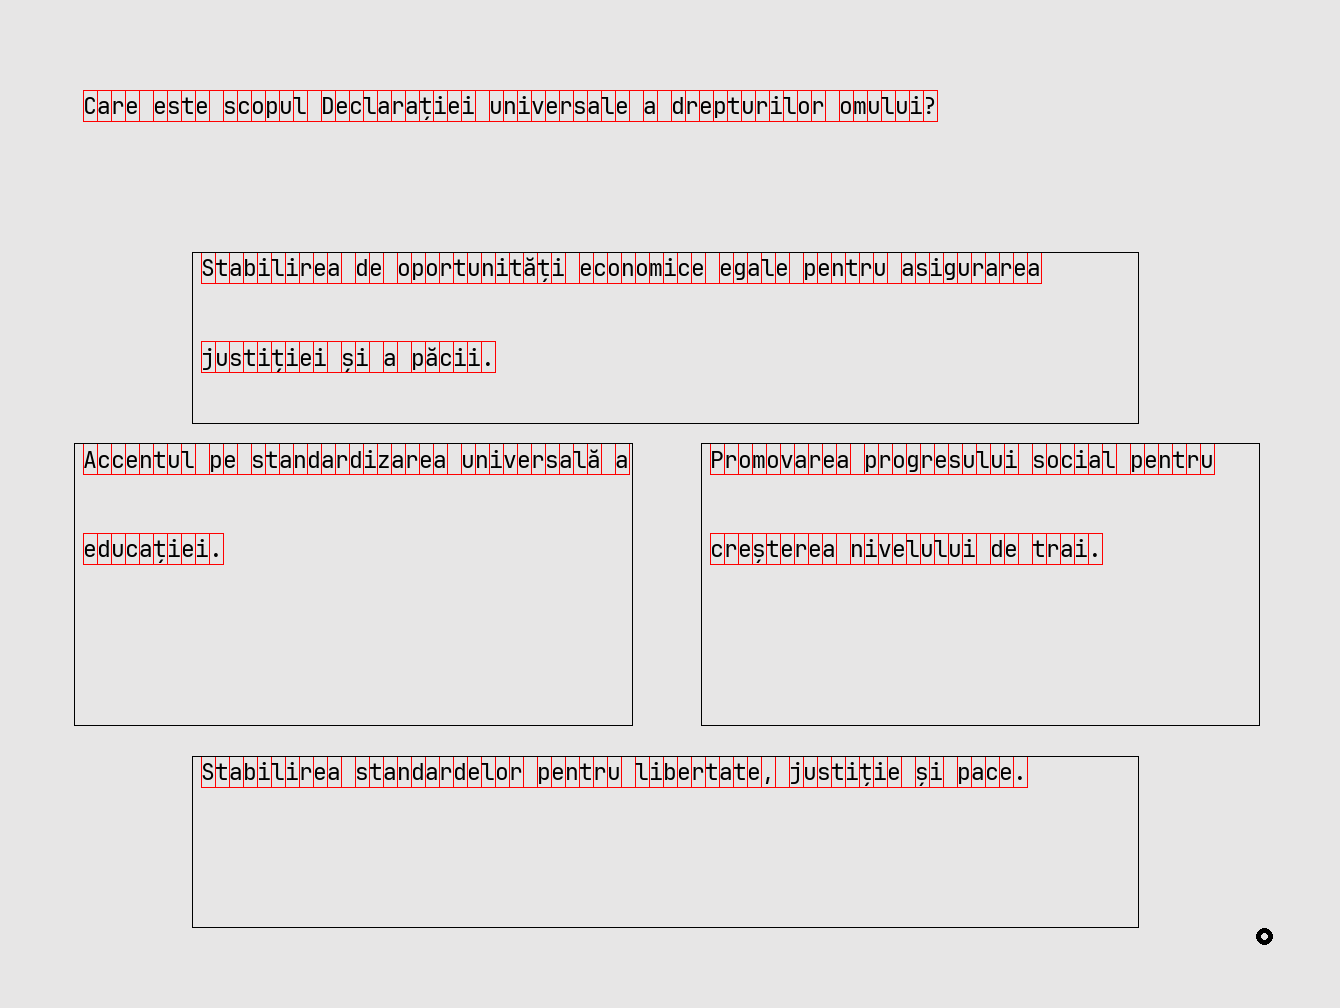 Care este scopul Declarației universale a drepturilor omului?
Stabilirea de oportunități economice egale pentru asigurarea
justiției și a păcii.
Accentul pe standardizarea universală a
educației.
Promovarea progresului social pentru
creșterea nivelului de trai.
Stabilirea standardelor pentru libertate, justiție și pace.